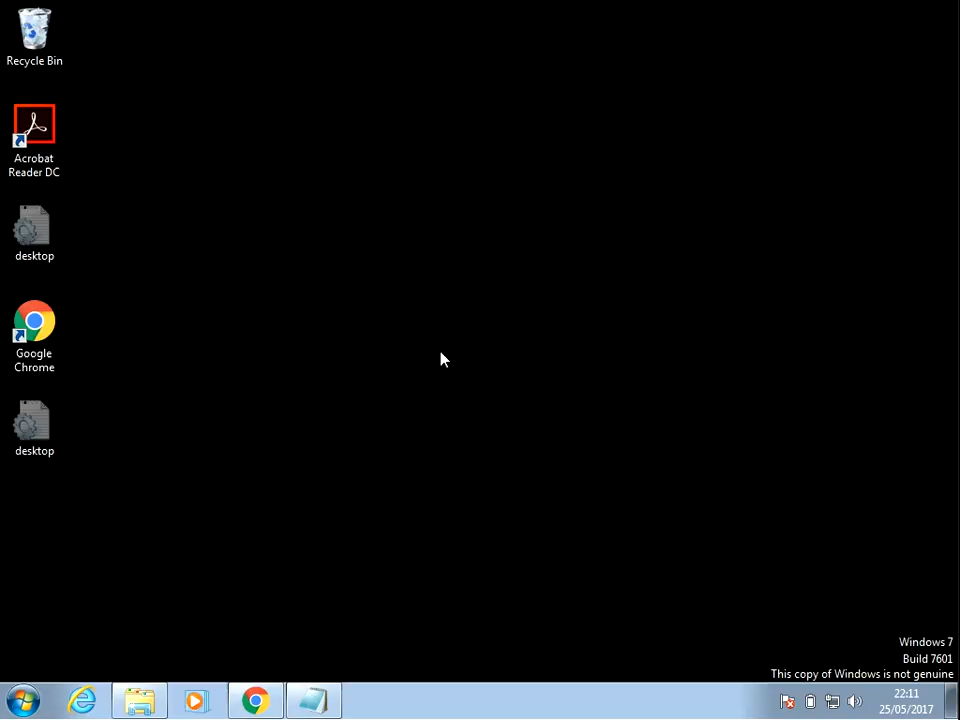 Recycle Bin
Acrobat
Reader DC
desktop
Google
Chrome
desktop
Windows 7
Build 7601
This copy of Windows is not genuine
22:11
25/05/2017